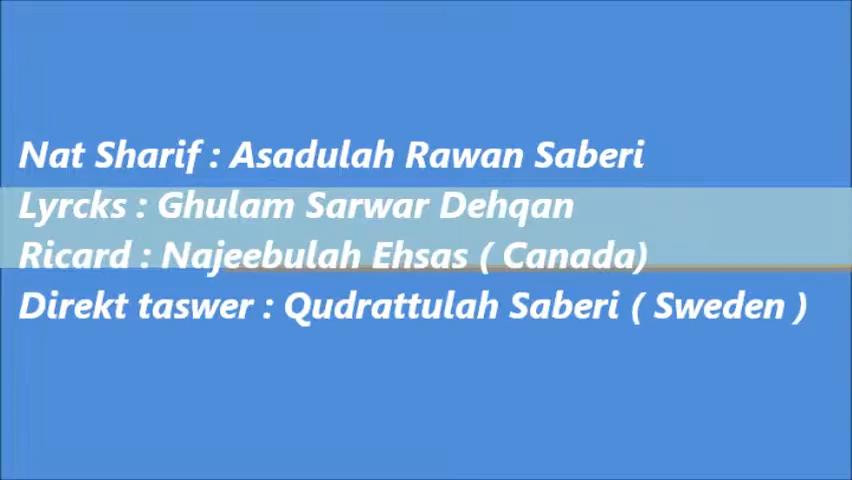 Nat Sharif : Asadulah Rawan Saberi
Lyrcks : Ghulam Sarwar Dehqan
Ricard : Najeebulah Ehsas ( Canada)
Direkt taswer : Qudrattulah Saberi ( Sweden )